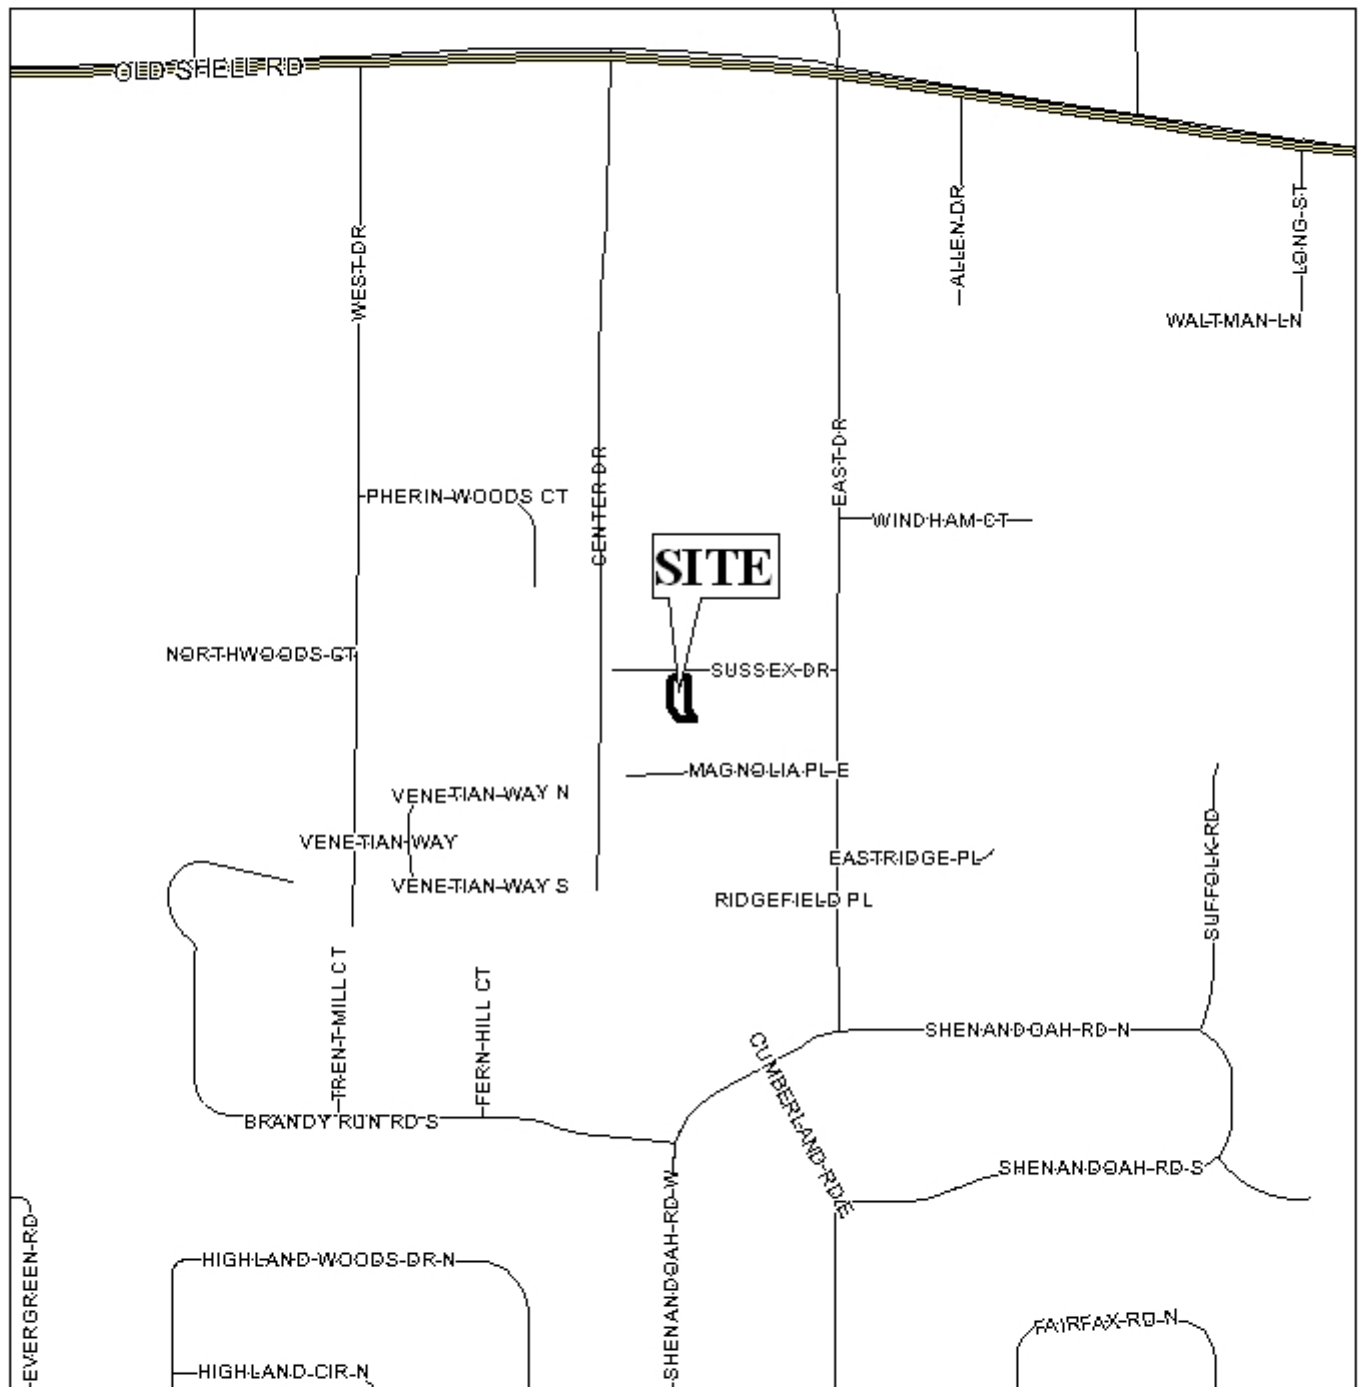 OLD SHELL RD
WEST DR
ALLEN DR
LONG ST
WALTMAN LN
CENTER DR
EAST DR
PHERIN WOODS CT
WINDHAM CT
SITE
NORTHWOODS CT
SUSSEX DR
MAGNOLIA PL E
VENETIAN WAY N
VENETIAN WAY
VENETIAN WAY S
EASTRIDGE PL
RIDGEFIELD PL
SUFFOLK RD
TRENT MILL CT
FERN HILL CT
SHENANDOAH RD N
CUMBERLAND RD E
BRANDY RUN RD S
SHENANDOAH RD S
SHENANDOAH RD W
EVERGREEN RD
HIGHLAND WOODS DR N
FAIRFAX RD N
HIGHLAND CIR N